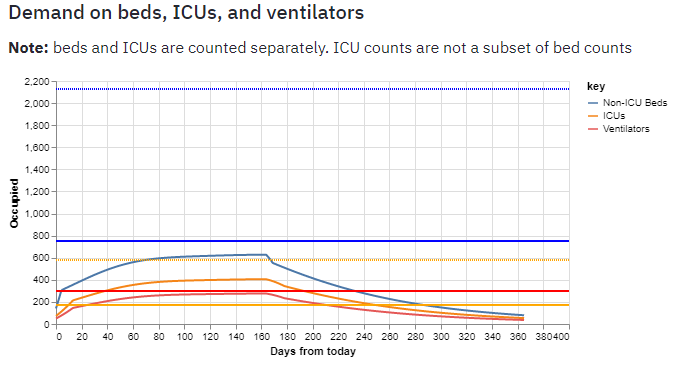 Demand on beds, ICUs, and ventilators
Note: beds and ICUs are counted separately. ICU counts are not a subset of bed counts
2,200
2,000
1,800
1,600
1,400
1,200
1,000
800
600
400
200
0
Occupied
0 20 40 60 80 100 120 140 160 180 200 220 240 260 280 300 320 340 360 380 400
Days from today
key
Non-ICU Beds
ICUs
Ventilators